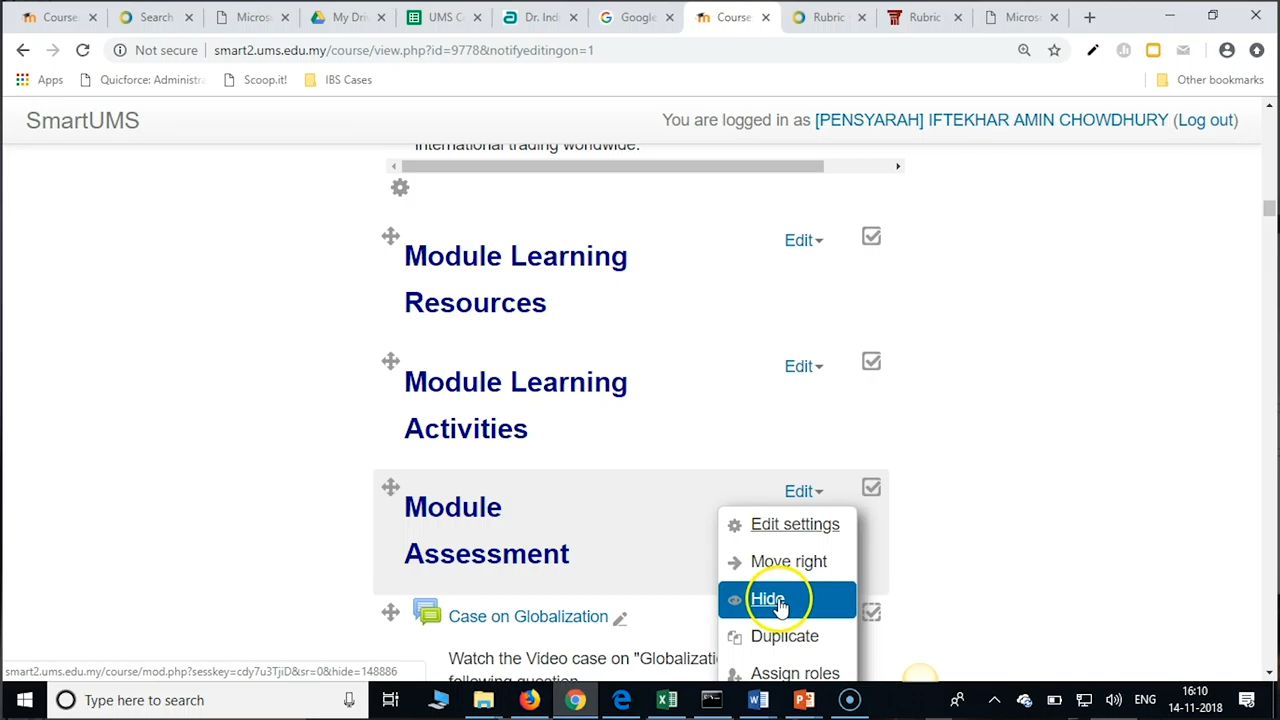 Course
Search
Micros
My Driv
UMS C
Dr. Indi
Google
Course
Rubric
Rubric
Micros
Not secure
smart2.ums.edu.my/course/view.php?id=9778&notifyeditingon=1
Apps
Quicforce: Administra
Scoop.it!
IBS Cases
Other bookmarks
SmartUMS
You are logged in as [PENSYARAH] IFTEKHAR AMIN CHOWDHURY (Log out)
international trading worldwide.
Module Learning
Resources
Edit
Module Learning
Activities
Edit
Module
Assessment
Edit
Edit settings
Move right
Hide
Duplicate
Assign roles
Case on Globalization
Watch the Video case on "Globalizati
following question
smart2.ums.edu.my/course/mod.php?sesskey=cdy7u3TjiD&sr=0&hide=148886
Type here to search
ENG
16:10
14-11-2018